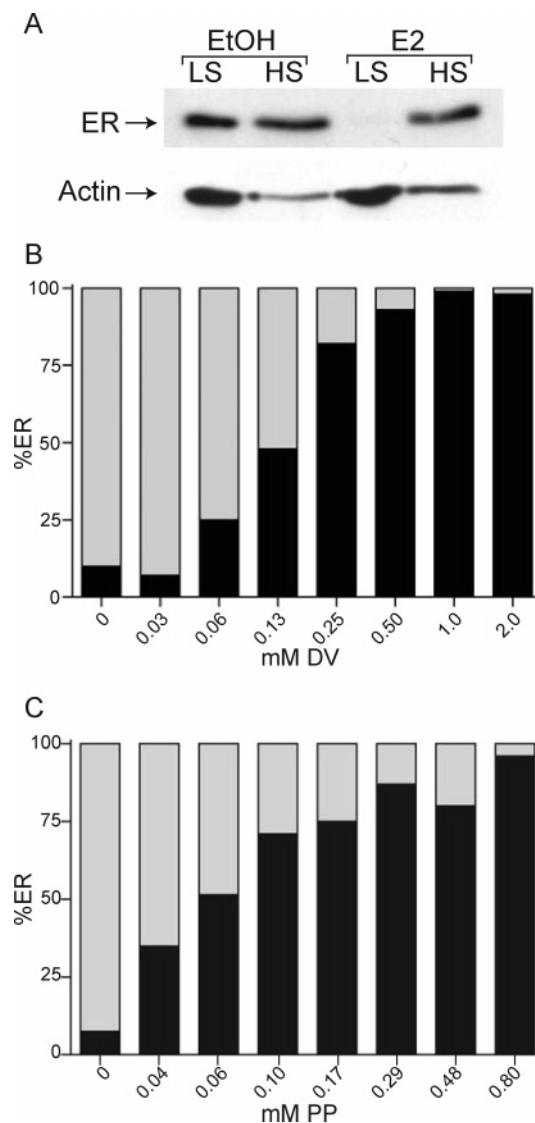 A
EtOH E2
LS HS LS HS
ER→
Actin→
B
100
75
50
25
0
%ER
0 0.03 0.06 0.13 0.25 0.50 1.0 2.0
mM DV
C
100
75
50
25
0
%ER
0 0.04 0.06 0.10 0.17 0.29 0.48 0.80
mM PP